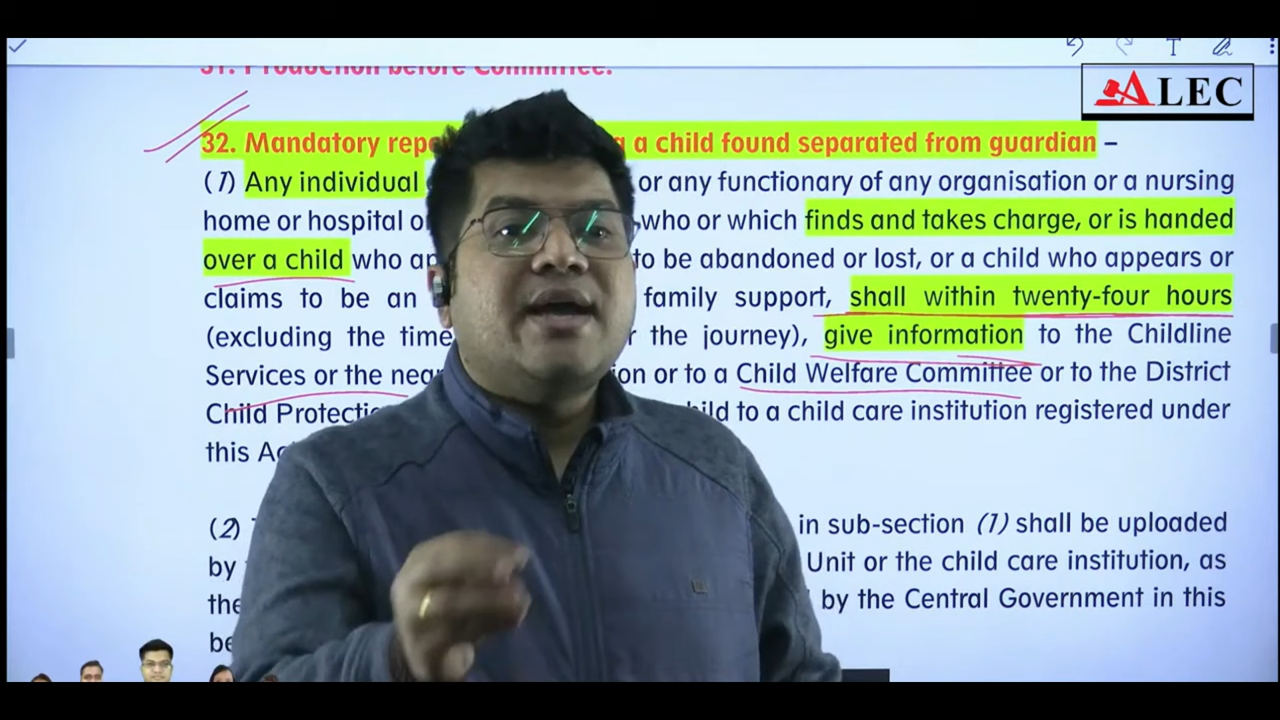 31. Production before Committee.
ALEC
32. Mandatory repo a child found separated from guardian –
(1) Any individual or any functionary of any organisation or a nursing
home or hospital o who or which finds and takes charge, or is handed
over a child who ap to be abandoned or lost, or a child who appears or
claims to be an family support, shall within twenty-four hours
(excluding the time the journey), give information to the Childline
Services or the near on or to a Child Welfare Committee or to the District
Child Protectio hild to a child care institution registered under
this Ac
(2) in sub-section (1) shall be uploaded
by Unit or the child care institution, as
the by the Central Government in this
be